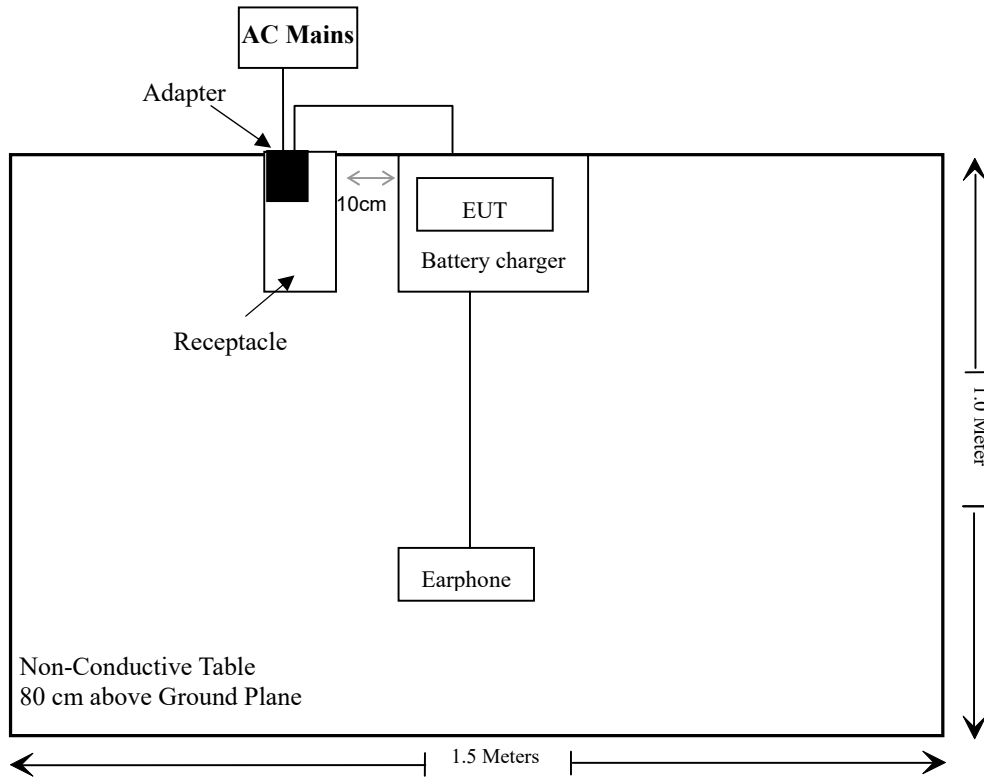 AC Mains
Adapter
10cm
EUT
Battery charger
Receptacle
1.0 Meter
Earphone
Non-Conductive Table
80 cm above Ground Plane
1.5 Meters